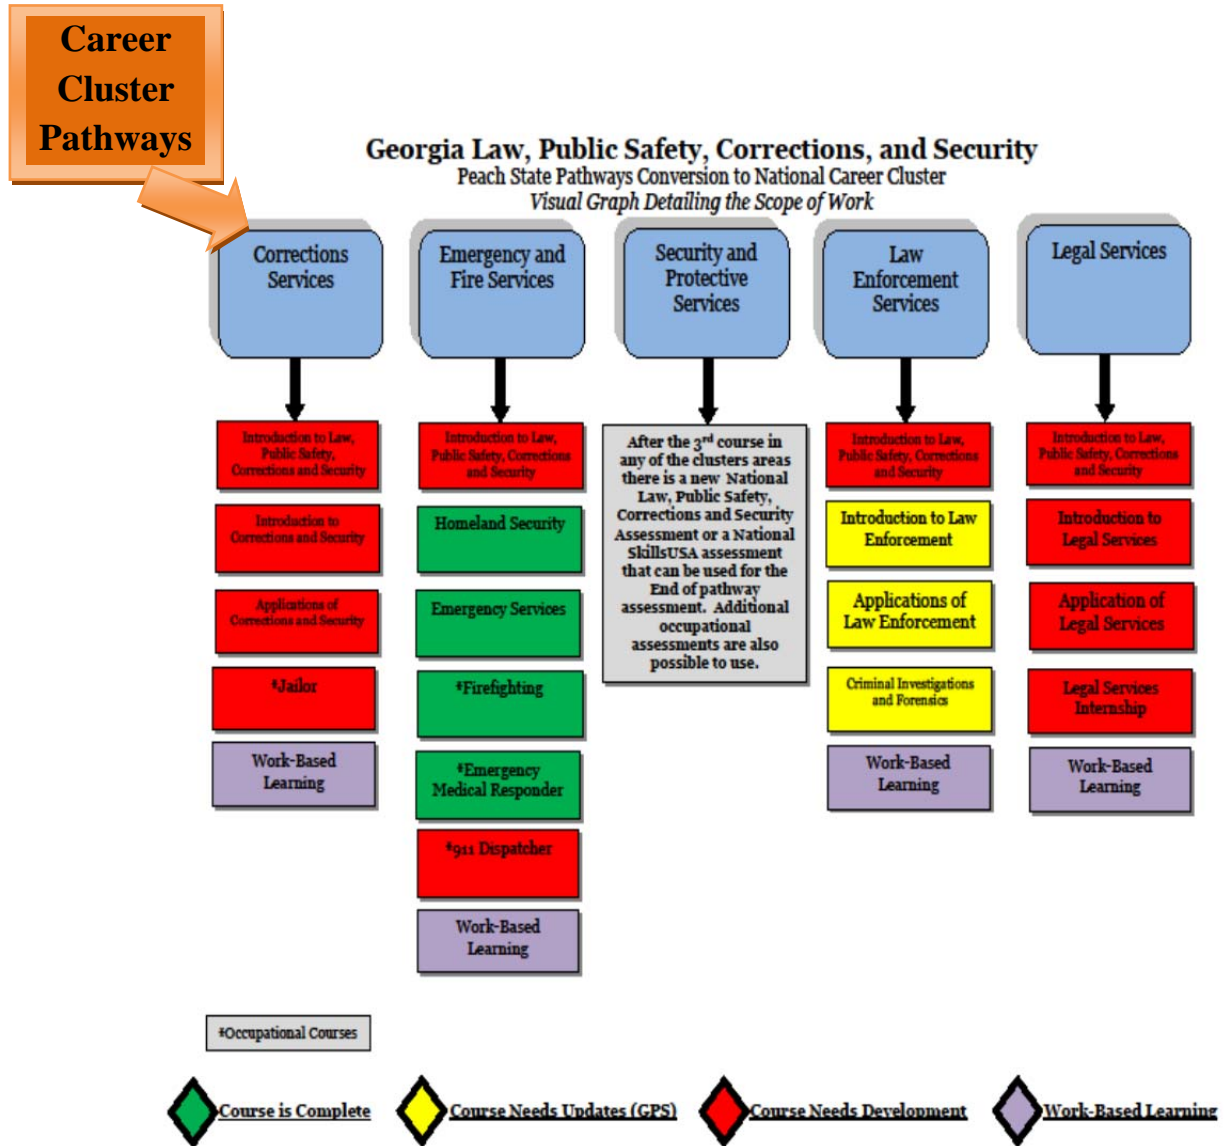 Career
Cluster
Pathways
Georgia Law, Public Safety, Corrections, and Security
Peach State Pathways Conversion to National Career Cluster
Visual Graph Detailing the Scope of Work
Corrections
Services
Emergency and
Fire Services
Security and
Protective
Services
Law
Enforcement
Services
Legal Services
Introduction to Law,
Public Safety,
Corrections and Security
Introduction to
Corrections and Security
Applications of
Corrections and Security
*Jailor
Work-Based
Learning
Introduction to Law,
Public Safety, Corrections
and Security
Homeland Security
Emergency Services
*Firefighting
*Emergency
Medical Responder
*911 Dispatcher
Work-Based
Learning
After the 3rd course in
any of the clusters areas
there is a new National
Law, Public Safety,
Corrections and Security
Assessment or a National
SkillsUSA assessment
that can be used for the
End of pathway
assessment. Additional
occupational
assessments are also
possible to use.
Introduction to Law,
Public Safety, Corrections
and Security
Introduction to Law
Enforcement
Applications of
Law Enforcement
Criminal Investigations
and Forensics
Work-Based
Learning
Introduction to Law,
Public Safety, Corrections
and Security
Introduction to
Legal Services
Application of
Legal Services
Legal Services
Internship
Work-Based
Learning
*Occupational Courses
Course is Complete
Course Needs Updates (GPS)
Course Needs Development
Work-Based Learning